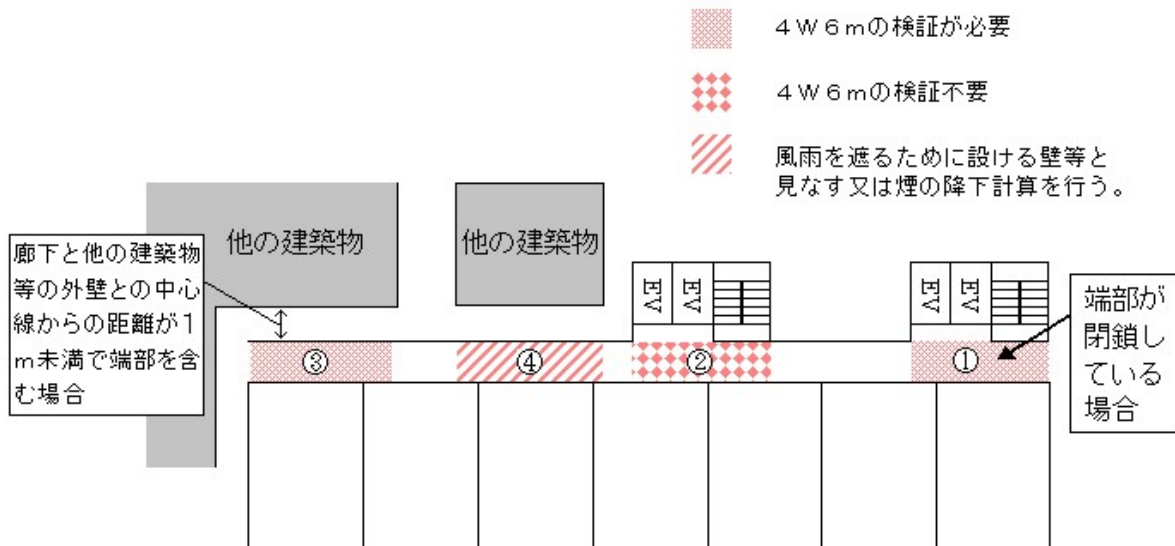 ４Ｗ６ｍの検証が必要
４Ｗ６ｍの検証不要
風雨を遮るために設ける壁等と
見なす又は煙の降下計算を行う。
他の建築物
他の建築物
廊下と他の建築物
等の外壁との中心
線からの距離が１
ｍ未満で端部を含
む場合
EV
EV
EV
EV
端部が
閉鎖し
ている
場合
③
④
②
①